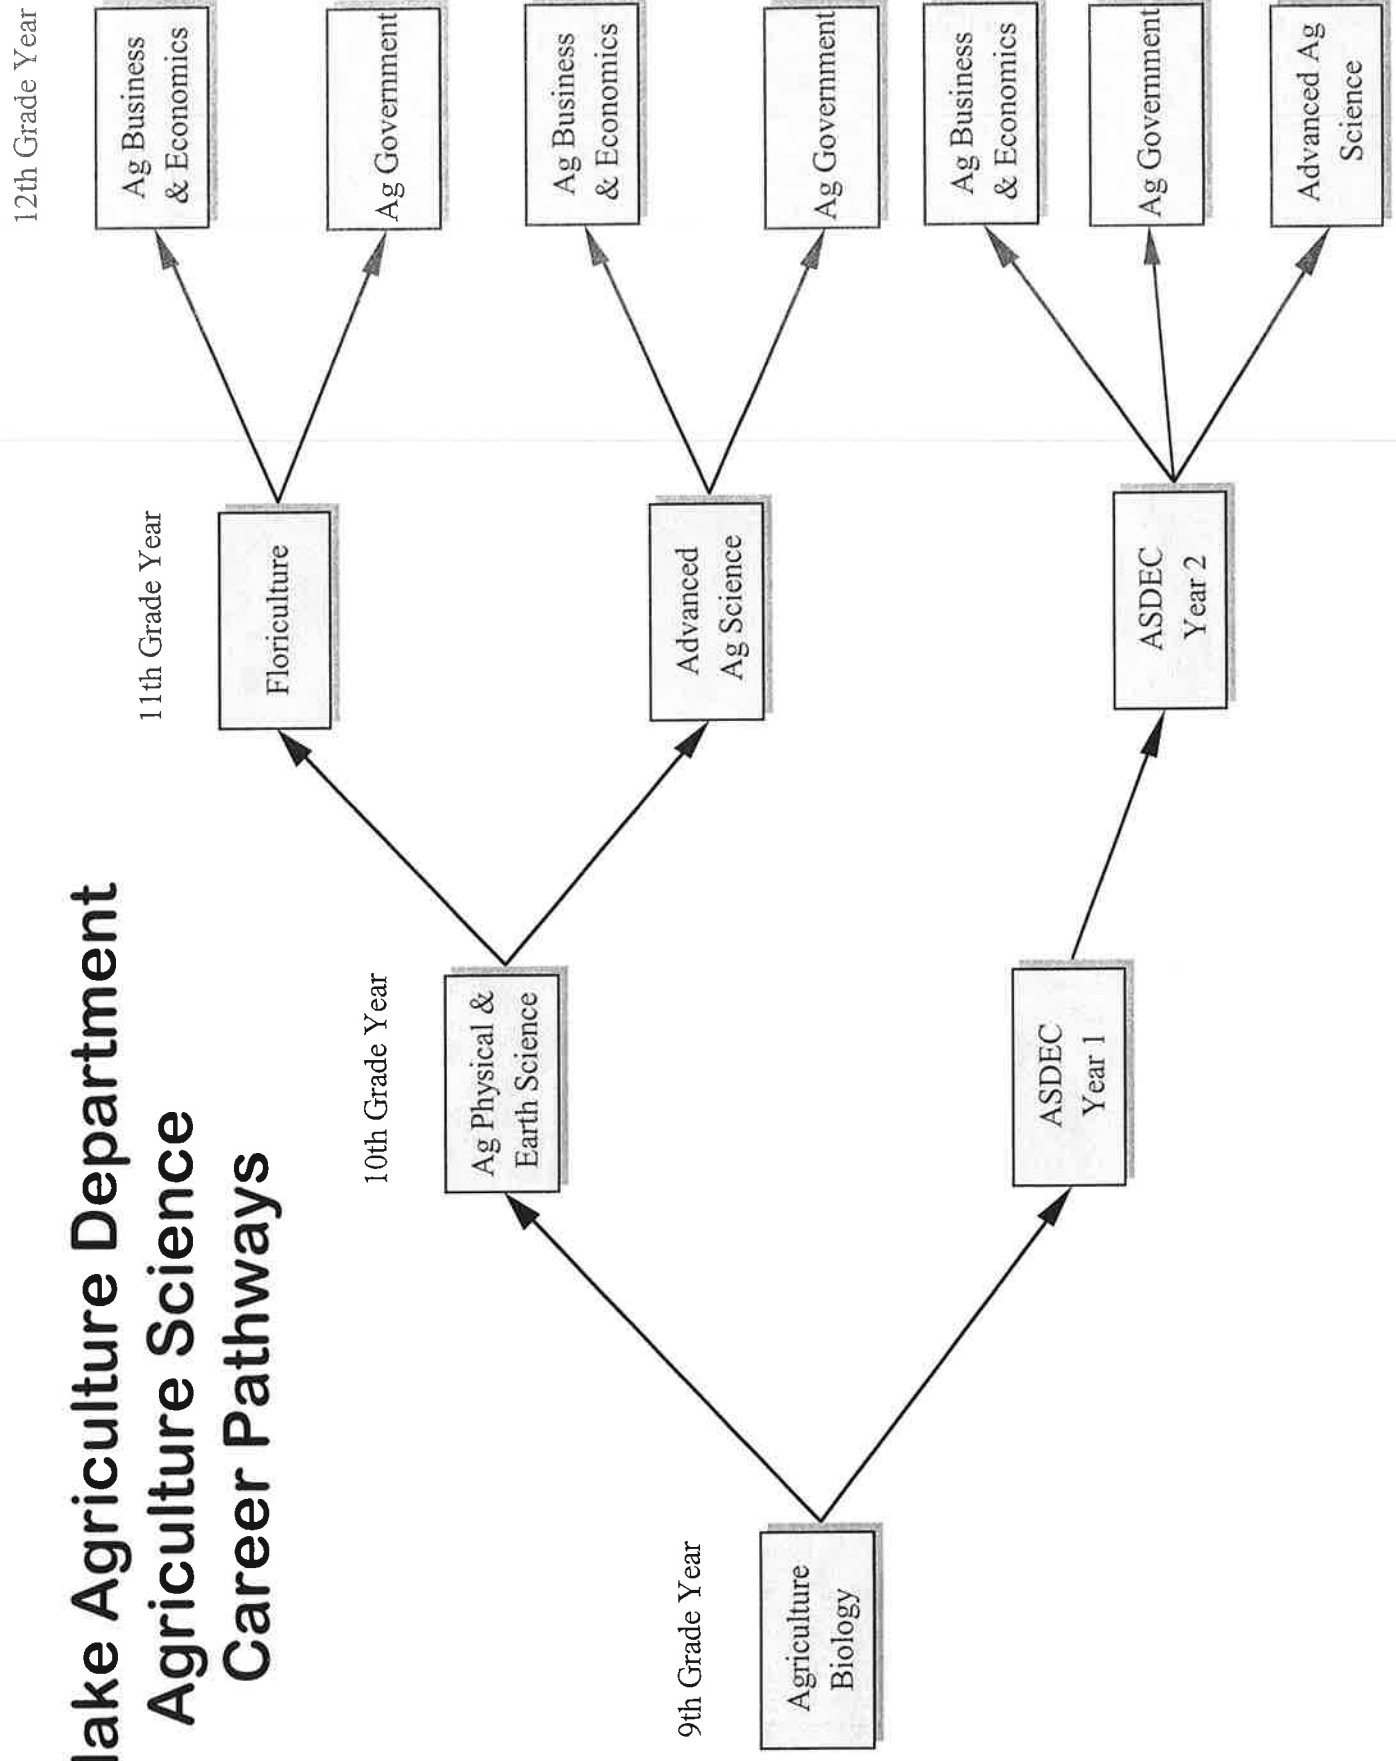 lake Agriculture Department
Agriculture Science
Career Pathways
9th Grade Year
Agriculture
Biology
10th Grade Year
Ag Physical &
Earth Science
ASDEC
Year 1
11th Grade Year
Floriculture
Advanced
Ag Science
ASDEC
Year 2
12th Grade Year
Ag Business
& Economics
Ag Government
Ag Business
& Economics
Ag Government
Ag Business
& Economics
Ag Government
Advanced Ag
Science